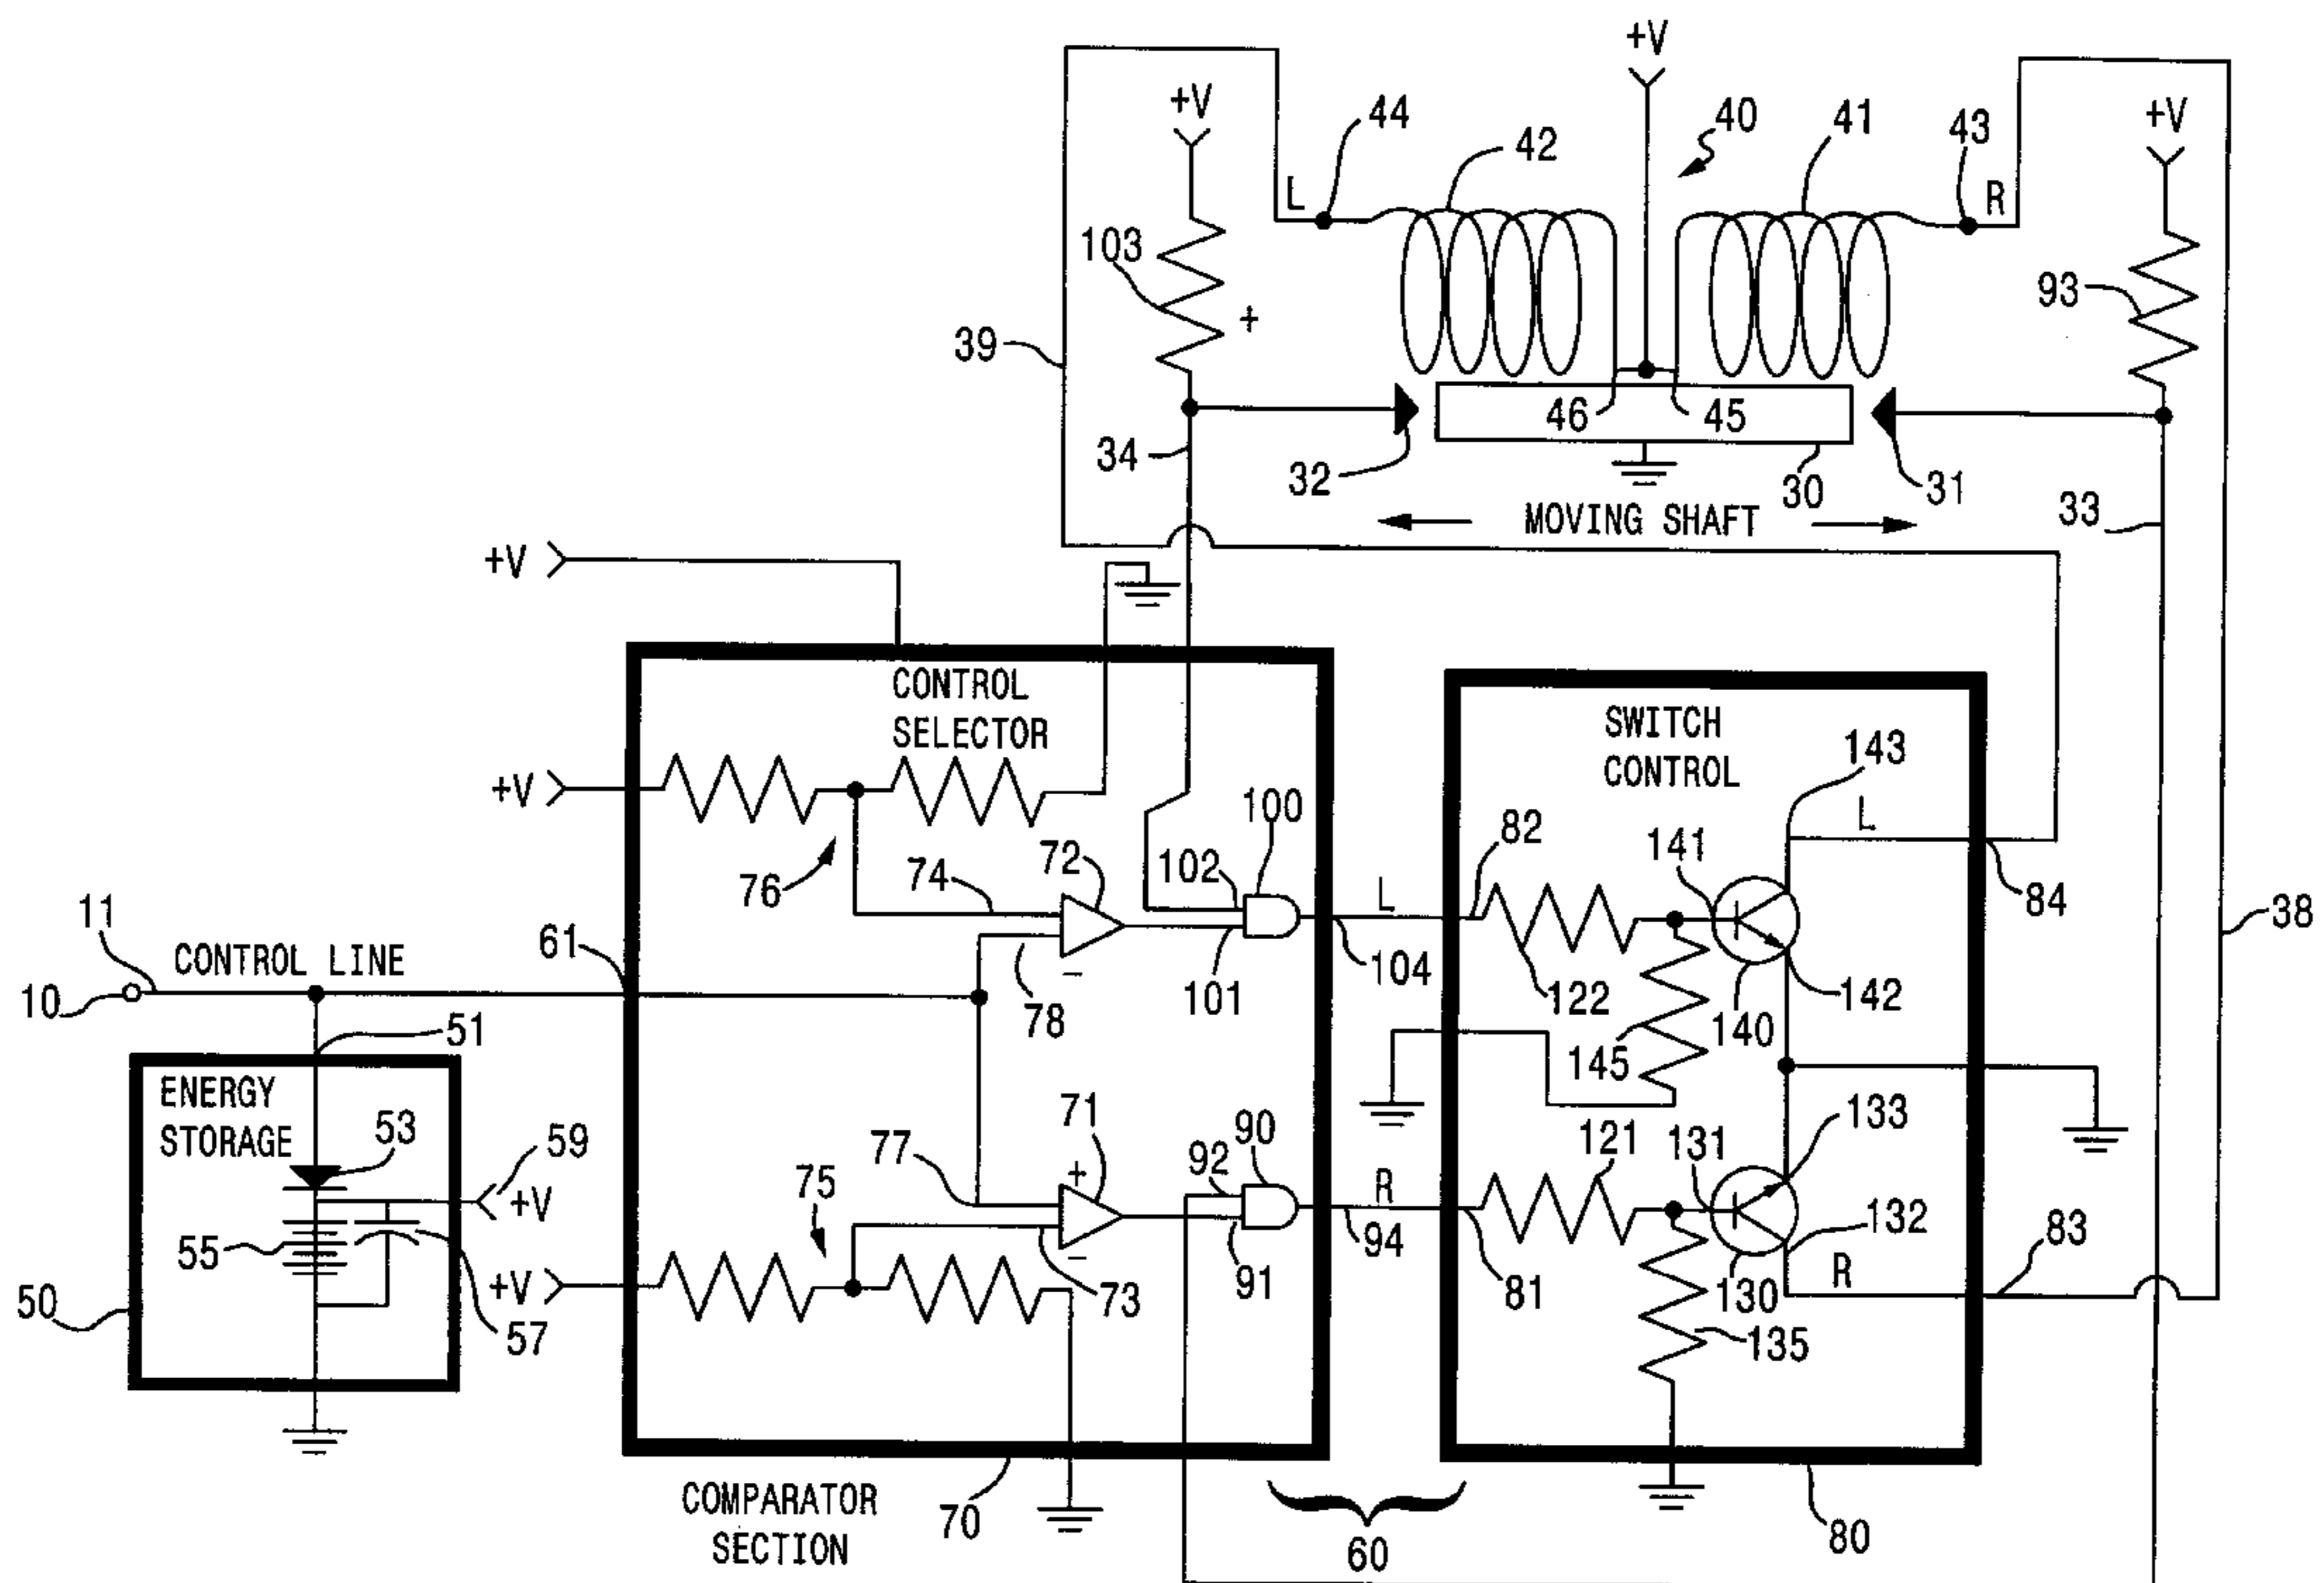 +V
+V
44
42
40
41
43
+V
L
R
103
+
93
39
46
45
34
32
30
31
MOVING SHAFT
33
+V
CONTROL
SELECTOR
SWITCH
CONTROL
143
+V
100
L
82
141
72
102
76
74
L
84
38
11
61
CONTROL LINE
10
78
−
101
104
122
140
142
51
145
ENERGY
STORAGE
53
59
71
90
121
133
77
92
131
75
+
R
+V
132
55
83
+V
−
91
94
81
130
R
73
50
57
135
COMPARATOR
SECTION
70
60
80